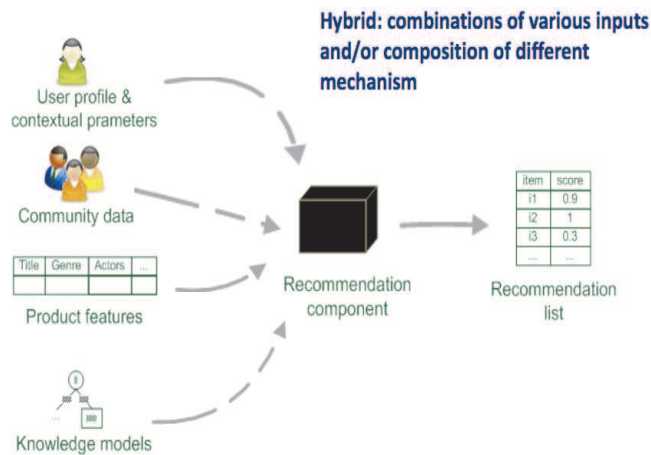 Hybrid: combinations of various inputs
and/or composition of different
mechanism
User profile &
contextual prameters
Community data
Title Genre Actors ...
Product features
Knowledge models
Recommendation
component
item score
i1 0.9
i2 1
i3 0.3
... ...
Recommendation
list